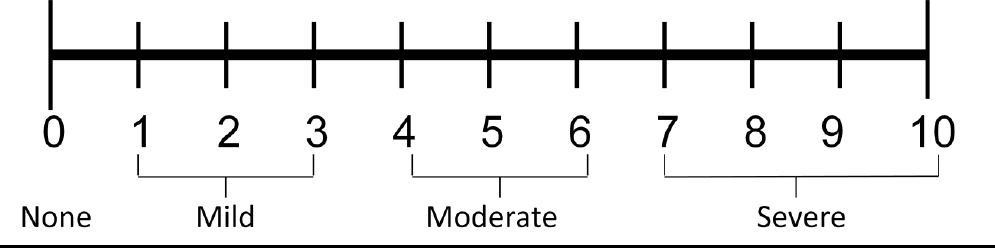 0 1 2 3 4 5 6 7 8 9 10
None Mild Moderate Severe